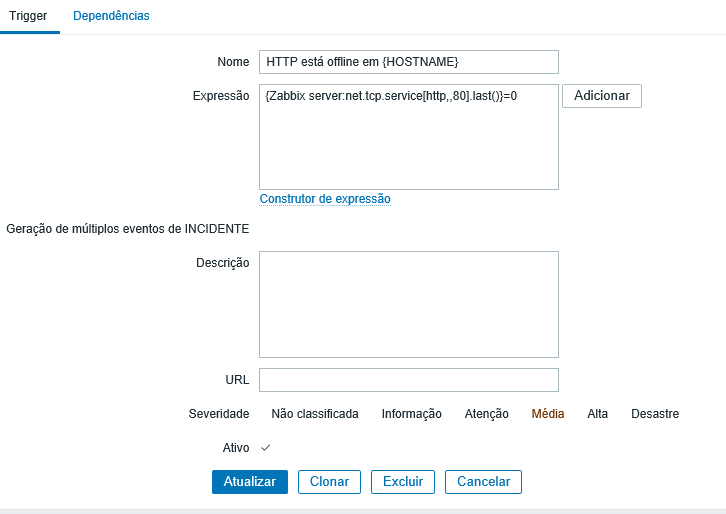 Trigger Dependências
Nome HTTP está offline em {HOSTNAME}
Expressão {Zabbix server:net.tcp.service[http,,80].last()}=0 Adicionar
Construtor de expressão
Geração de múltiplos eventos de INCIDENTE
Descrição
URL
Severidade Não classificada Informação Atenção Média Alta Desastre
Ativo
Atualizar Clonar Excluir Cancelar